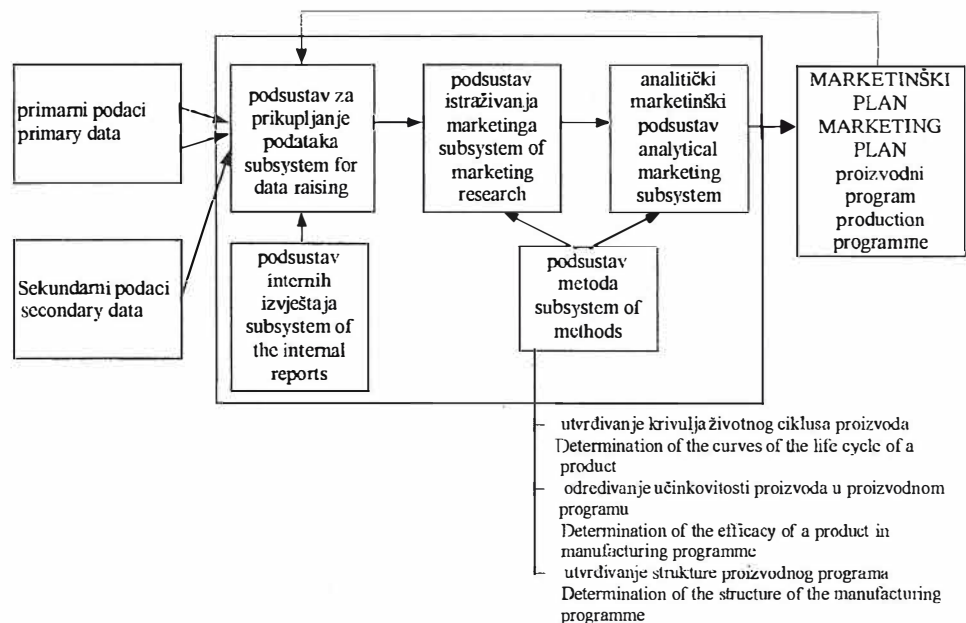 primarni podaci
primary data
Sekundarni podaci
secondary data
podsustav za
prikupljanje
podataka
subsystem for
data raising
podsustav
internih
izvještaja
subsystem of
the internal
reports
podsustav
istraživanja
marketinga
subsystem of
marketing
research
analitički
marketinški
podsustav
analytical
marketing
subsystem
podsustav
metoda
subsystem of
methods
MARKETINŠKI
PLAN
MARKETING
PLAN
proizvodni
program
production
programme
utvrđivanje krivulja životnog ciklusa proizvoda
Determination of the curves of the life cycle of a
product
određivanje učinkovitosti proizvoda u proizvodnom
programu
Determination of the efficacy of a product in
manufacturing programme
utvrđivanje strukture proizvodnog programa
Determination of the structure of the manufacturing
programme